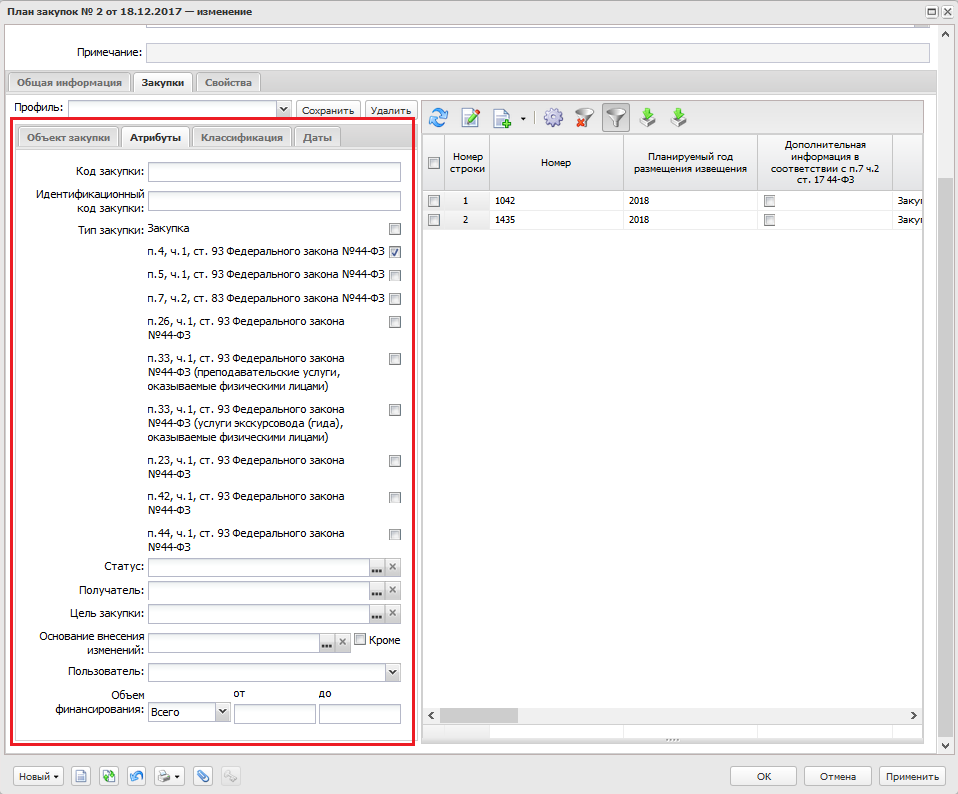 План закупок № 2 от 18.12.2017 — изменение
Примечание:
Общая информация
Закупки
Свойства
Профиль:
Сохранить
Удалить
Объект закупки
Атрибуты
Классификация
Даты
Код закупки:
Идентификационный
код закупки:
Тип закупки:
Закупка
п.4, ч.1, ст. 93 Федерального закона №44-ФЗ
п.5, ч.1, ст. 93 Федерального закона №44-ФЗ
п.7, ч.2, ст. 83 Федерального закона №44-ФЗ
п.26, ч.1, ст. 93 Федерального закона
№44-ФЗ
п.33, ч.1, ст. 93 Федерального закона
№44-ФЗ (преподавательские услуги,
оказываемые физическими лицами)
п.33, ч.1, ст. 93 Федерального закона
№44-ФЗ (услуги экскурсовода (гида),
оказываемые физическими лицами)
п.23, ч.1, ст. 93 Федерального закона
№44-ФЗ
п.42, ч.1, ст. 93 Федерального закона
№44-ФЗ
п.44, ч.1, ст. 93 Федерального закона
№44-ФЗ
Статус:
Получатель:
Цель закупки:
Основание внесения
изменений:
Кроме
Пользователь:
Объем
финансирования:
Всего
от
до
Номер
строки
Номер
Планируемый год
размещения извещения
Дополнительная
информация в
соответствии с п.7 ч.2
ст. 17 44-ФЗ
1 1042 2018 Закуп
2 1435 2018 Закуп
Новый
ОК
Отмена
Применить